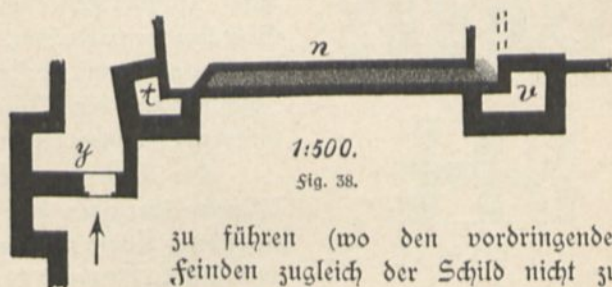 n
t
v
y
1:500.
Fig. 38.
zu führen (wo den vordringende
Feinden zugleich der Schild nicht zu